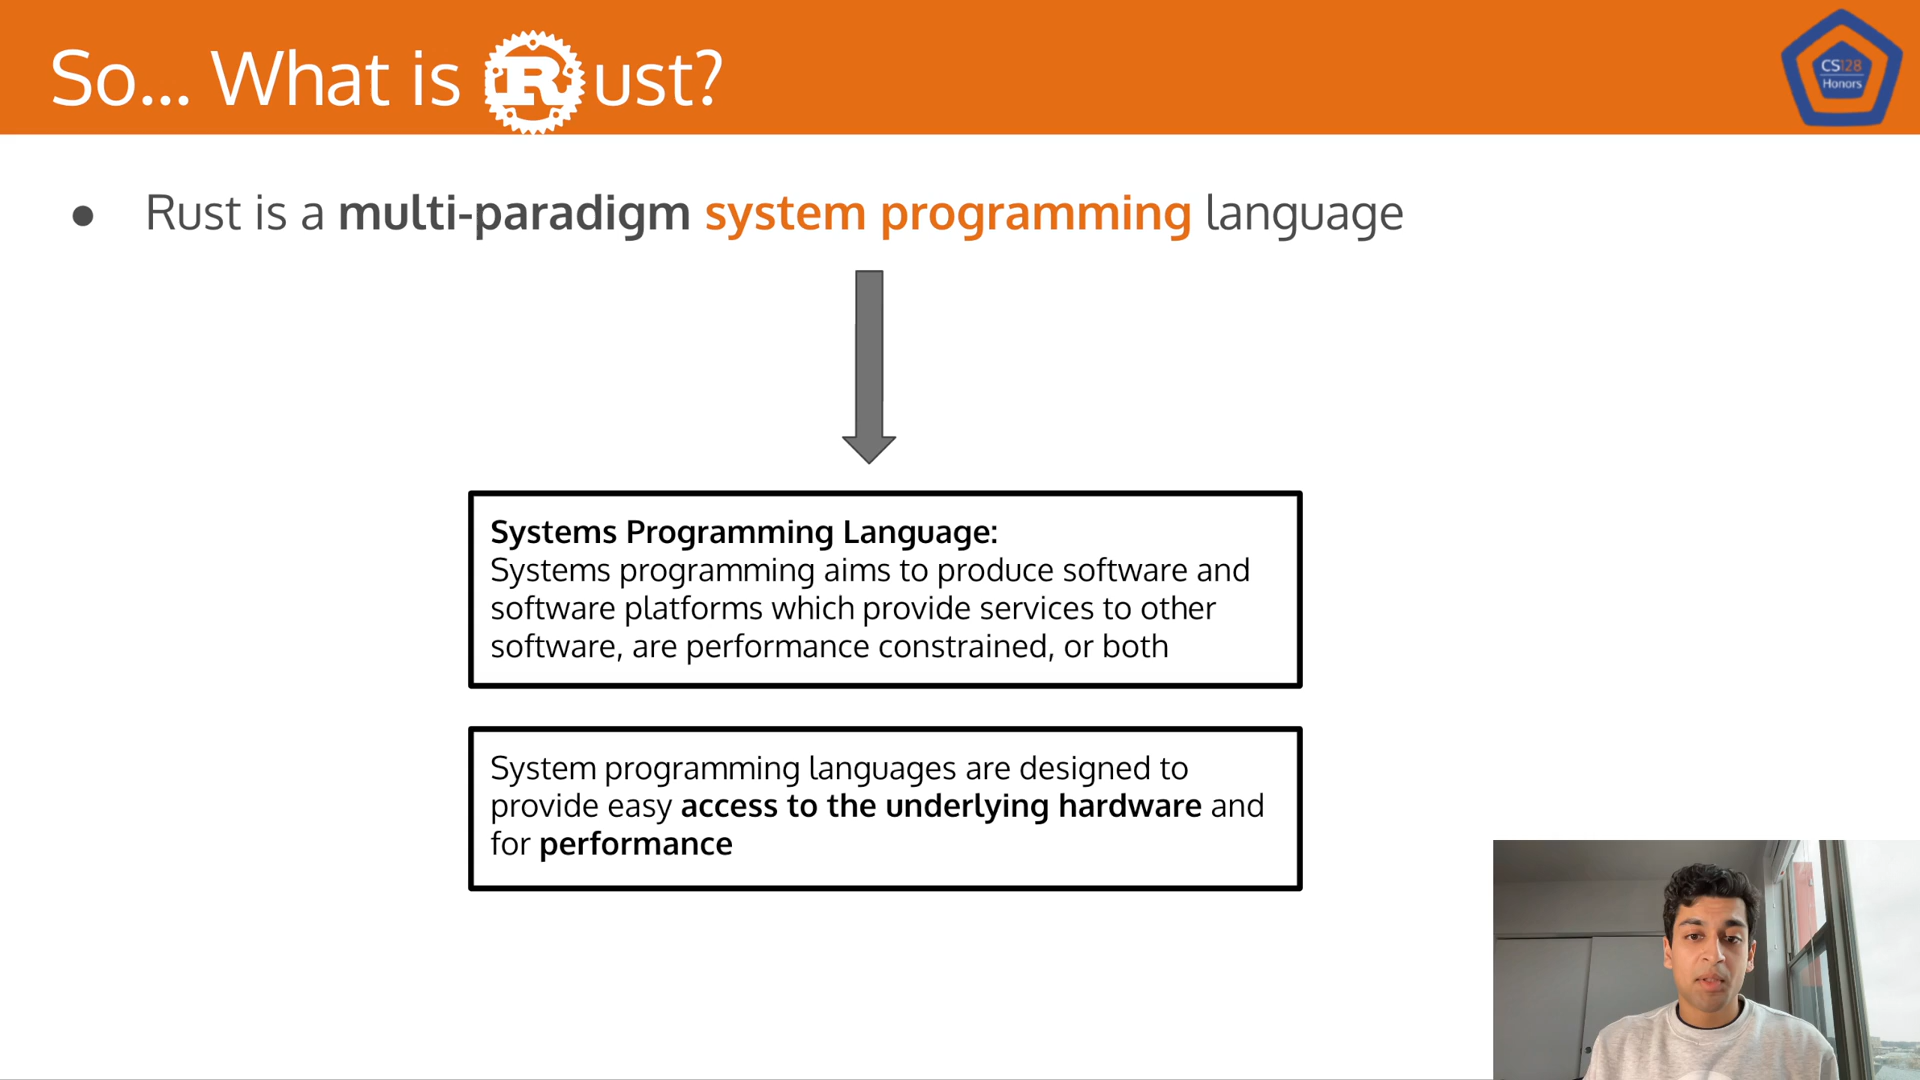 So... What is Rust?
CS128
Honors
● Rust is a multi-paradigm system programming language
Systems Programming Language:
Systems programming aims to produce software and
software platforms which provide services to other
software, are performance constrained, or both
System programming languages are designed to
provide easy access to the underlying hardware and
for performance